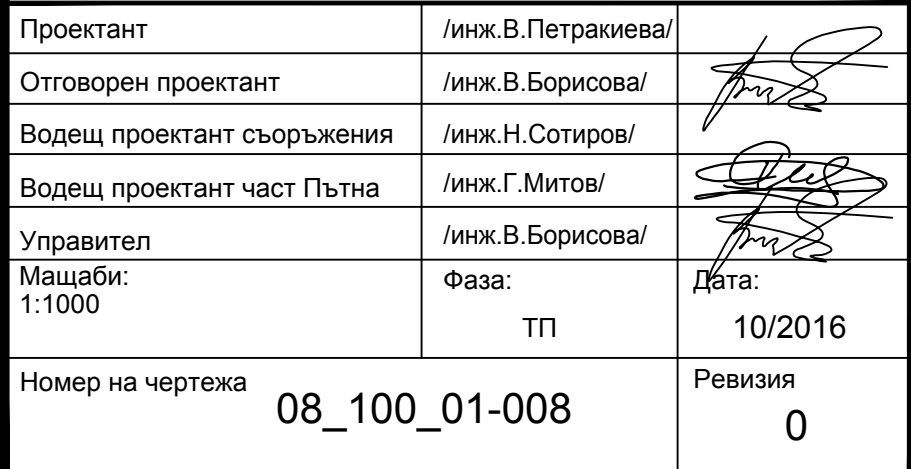 Проектант /инж.В.Петракиева/
Отговорен проектант /инж.В.Борисова/
Водещ проектант съоръжения /инж.Н.Сотиров/
Водещ проектант част Пътна /инж.Г.Митов/
Управител /инж.В.Борисова/
Мащаби: Фаза: Дата:
1:1000
ТП 10/2016
Номер на чертежа Ревизия
08_100_01-008 0